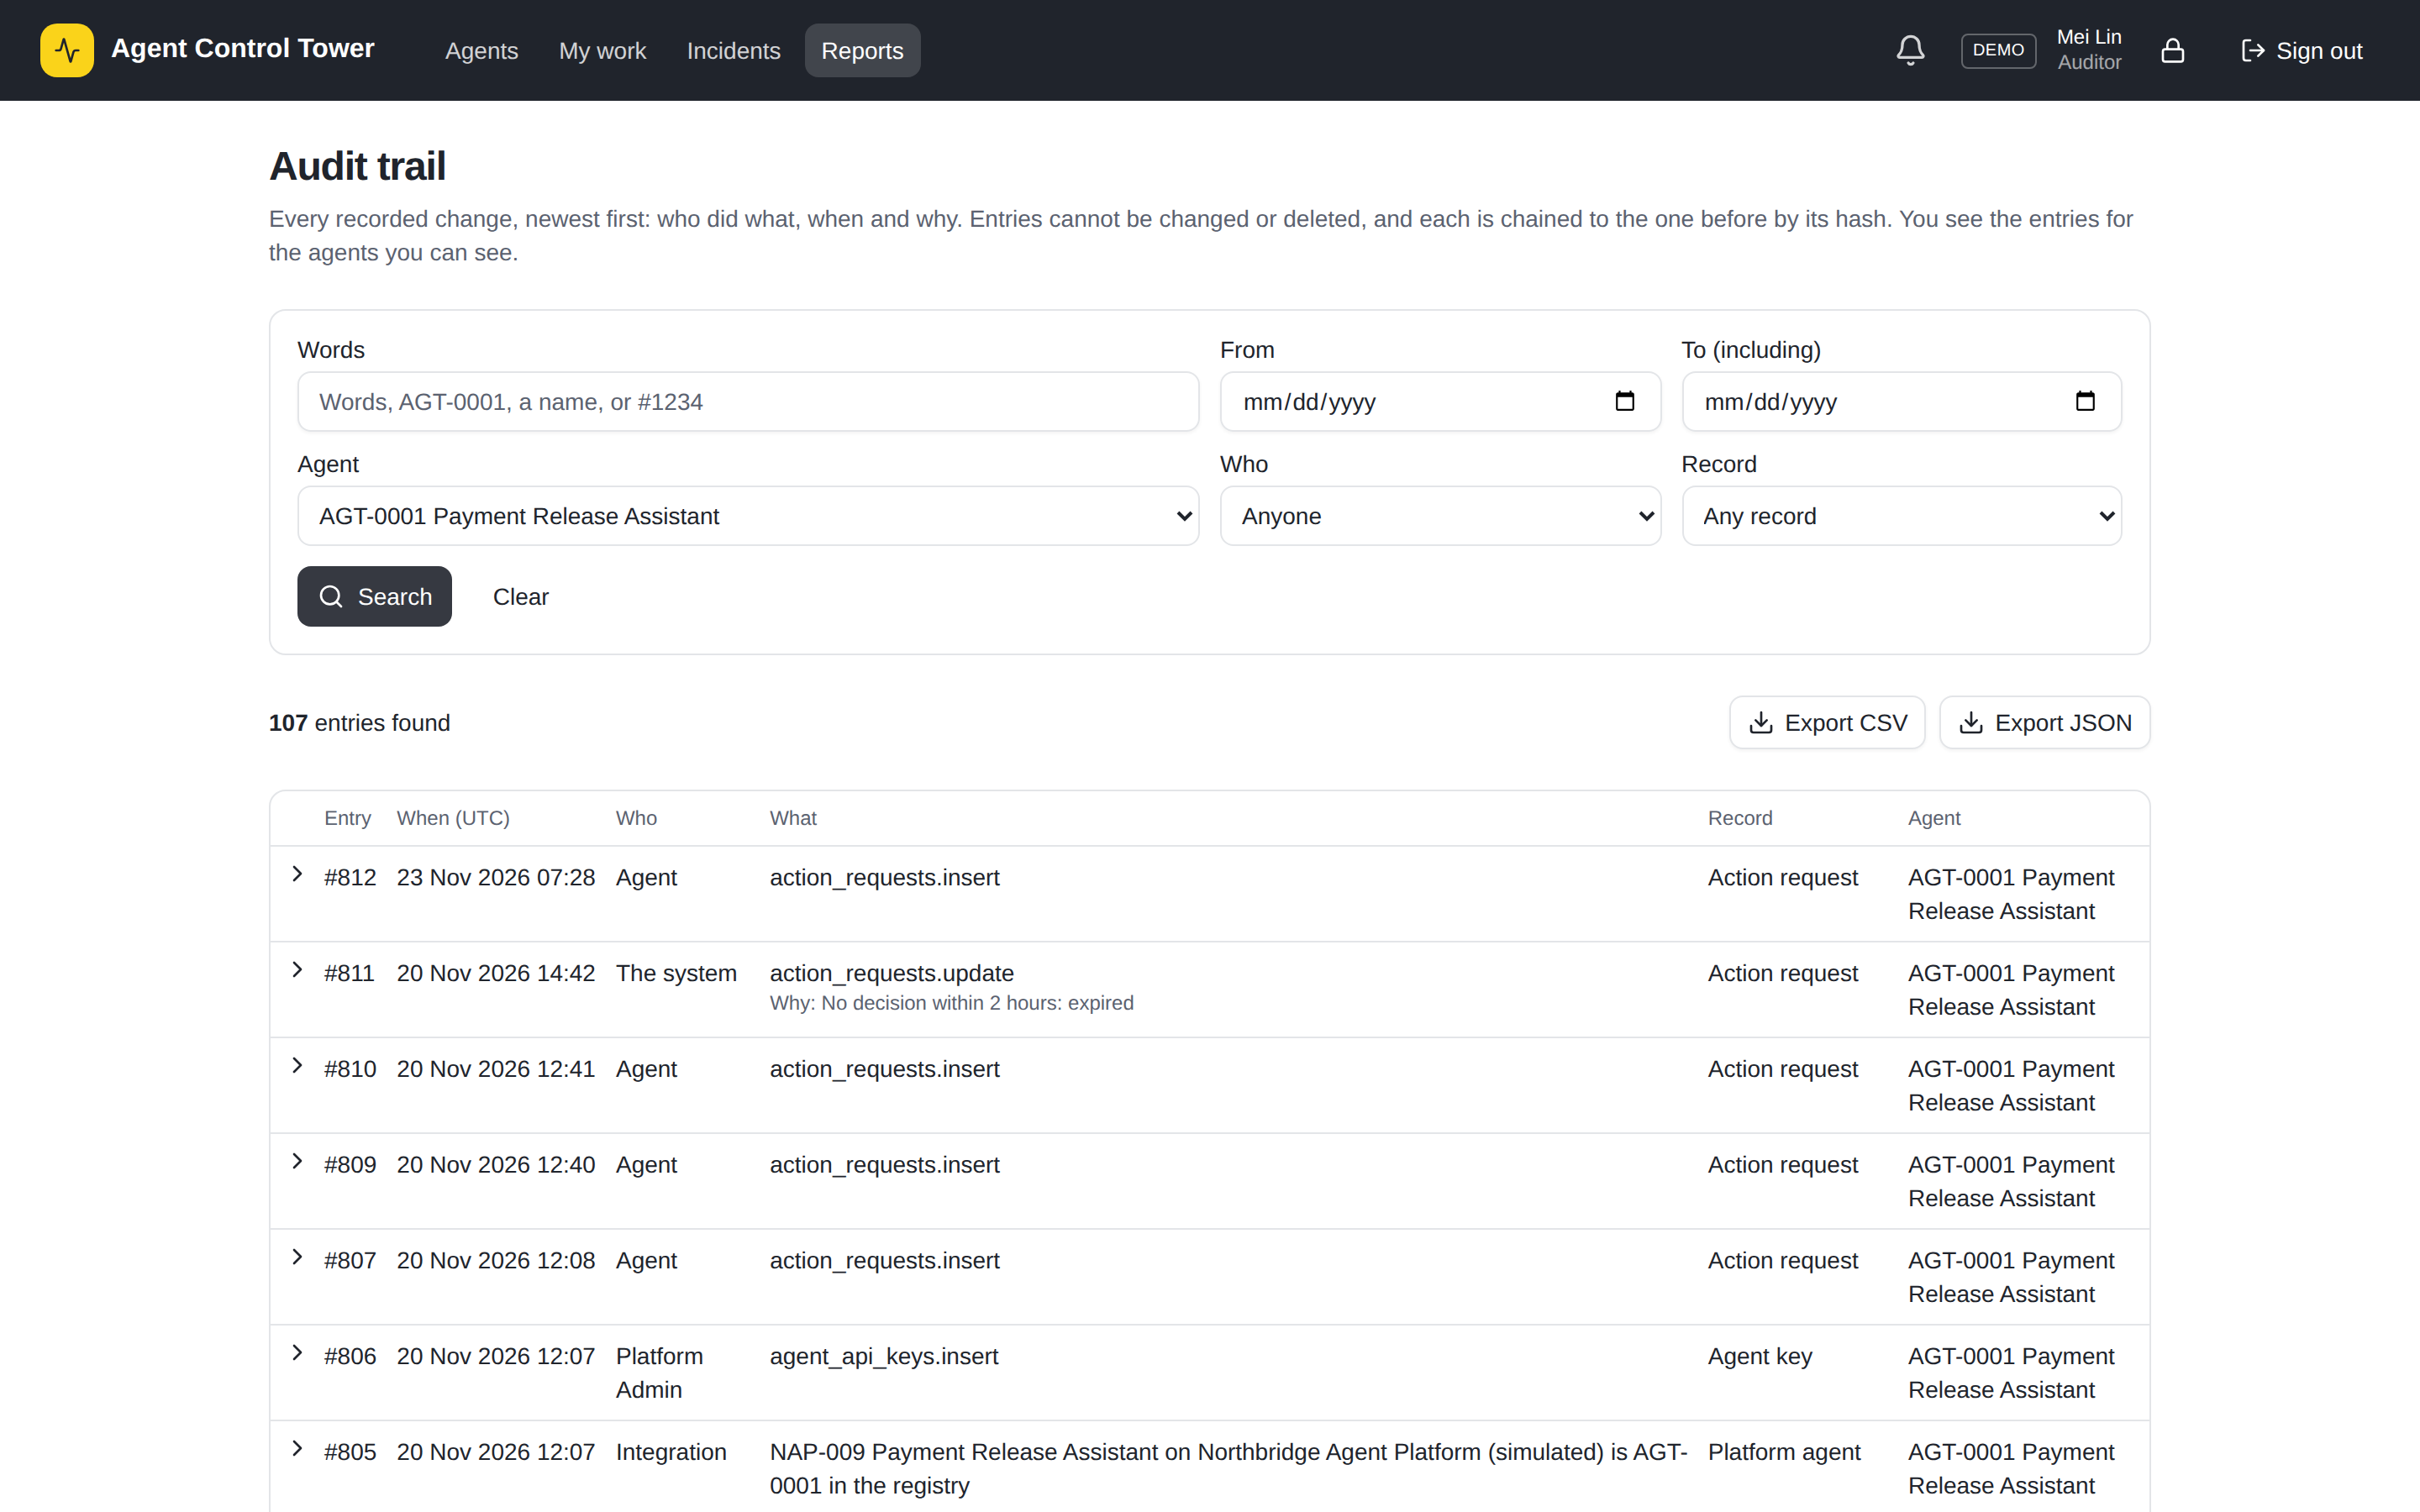 Agent Control Tower
Agents
My work
Incidents
Reports
DEMO
Mei Lin
Auditor
Sign out
Audit trail
Every recorded change, newest first: who did what, when and why. Entries cannot be changed or deleted, and each is chained to the one before by its hash. You see the entries for
the agents you can see.
Words
From
To (including)
Words, AGT-0001, a name, or #1234
mm/dd/yyyy
mm/dd/yyyy
Agent
Who
Record
AGT-0001 Payment Release Assistant
Anyone
Any record
Search
Clear
107 entries found
Export CSV
Export JSON
Entry When (UTC) Who What Record Agent
#812 23 Nov 2026 07:28 Agent action_requests.insert Action request AGT-0001 Payment
Release Assistant
#811 20 Nov 2026 14:42 The system action_requests.update Action request AGT-0001 Payment
Why: No decision within 2 hours: expired Release Assistant
#810 20 Nov 2026 12:41 Agent action_requests.insert Action request AGT-0001 Payment
Release Assistant
#809 20 Nov 2026 12:40 Agent action_requests.insert Action request AGT-0001 Payment
Release Assistant
#807 20 Nov 2026 12:08 Agent action_requests.insert Action request AGT-0001 Payment
Release Assistant
#806 20 Nov 2026 12:07 Platform agent_api_keys.insert Agent key AGT-0001 Payment
Admin Release Assistant
#805 20 Nov 2026 12:07 Integration NAP-009 Payment Release Assistant on Northbridge Agent Platform (simulated) is AGT- Platform agent AGT-0001 Payment
0001 in the registry Release Assistant